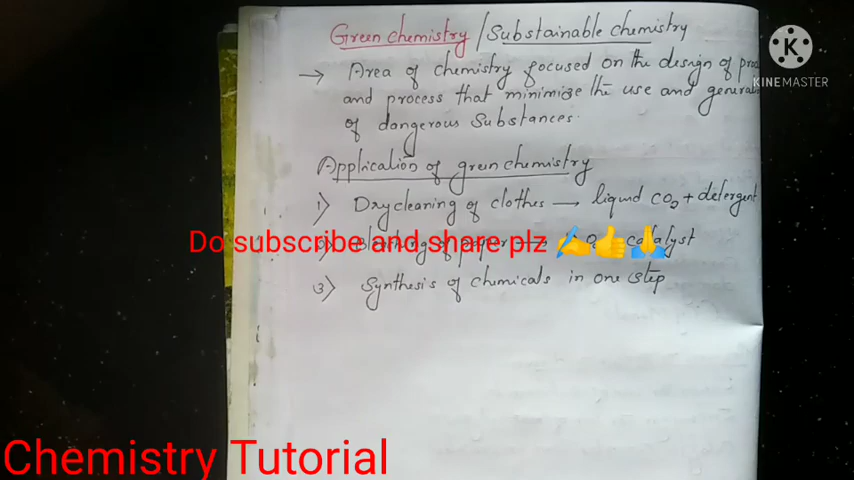 Green chemistry / Substainable chemistry
KINEMASTER
→ Area of chemistry focused on the design of
and process that minimize the use and
of dangerous Substances.
Application of green chemistry
1) Drycleaning of clothes → liquid CO2 + detergent
Do subscribe and share plz ✍👍🙏
of paper → catalyst
3) Synthesis of chemicals in one step
Chemistry Tutorial